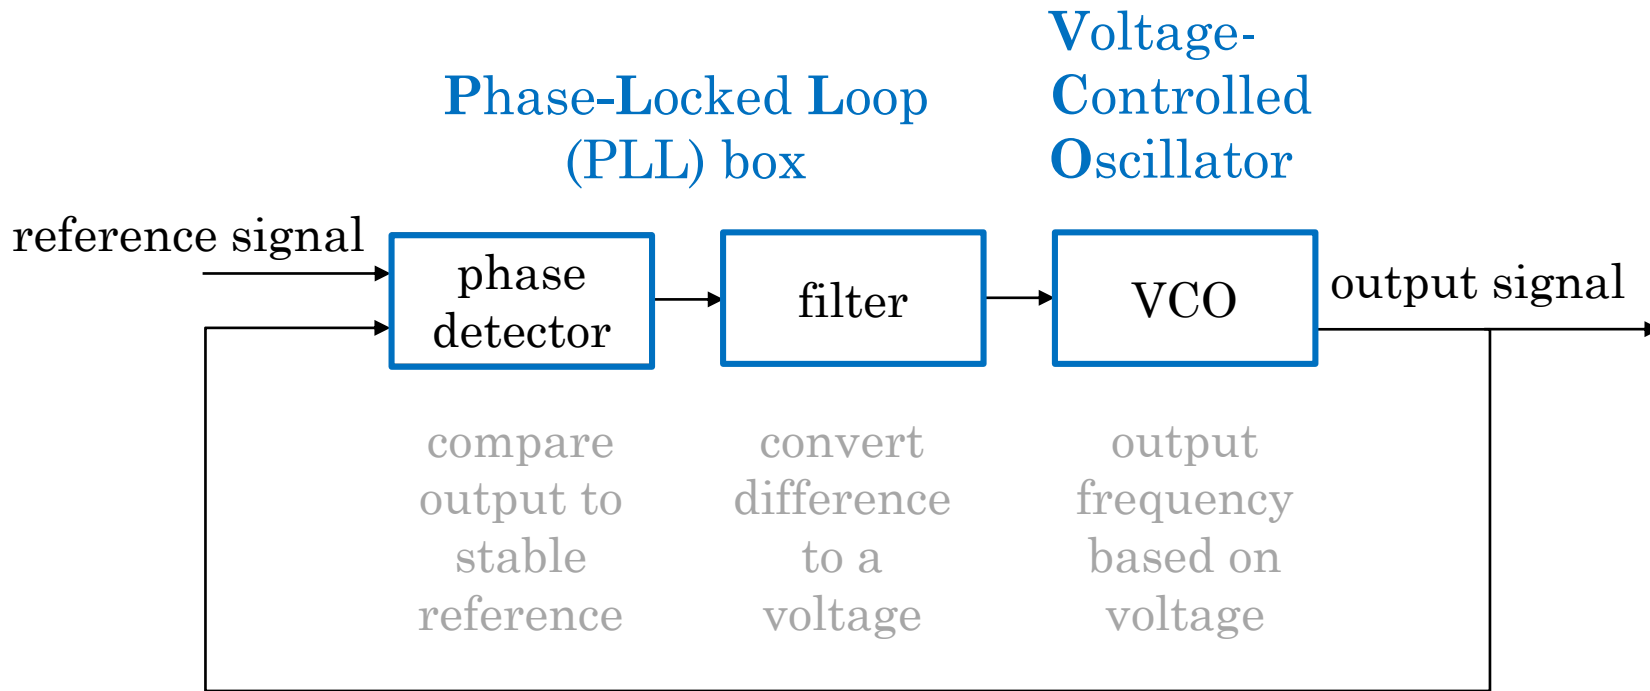 Phase-Locked Loop
(PLL) box
Voltage-
Controlled
Oscillator
reference signal
phase
detector
filter
VCO
output signal
compare
output to
stable
reference
convert
difference
to a
voltage
output
frequency
based on
voltage